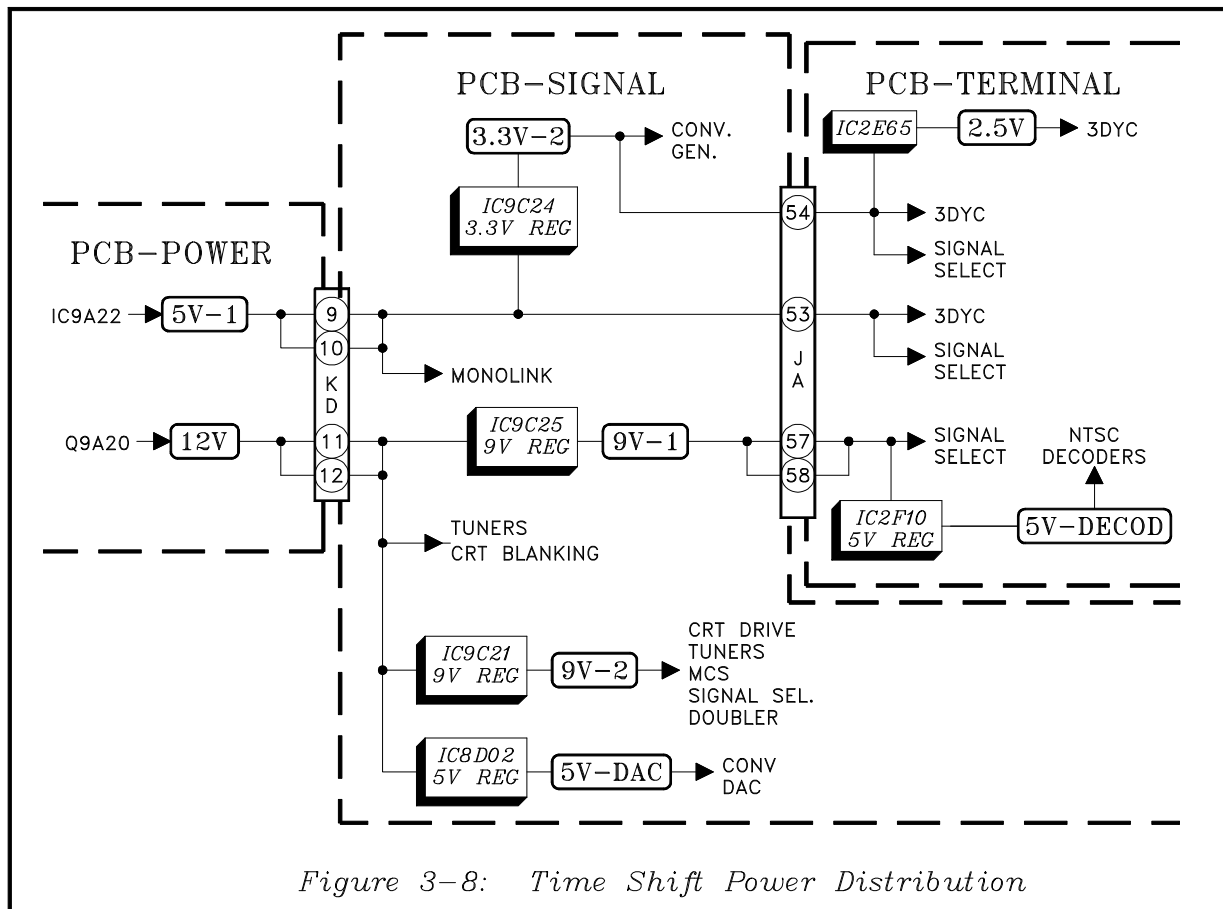 PCB-SIGNAL
PCB-TERMINAL
3.3V-2
CONV.
GEN.
IC2E65
2.5V
3DYC
IC9C24
3.3V REG
54
3DYC
SIGNAL
SELECT
PCB-POWER
IC9A22
5V-1
9
10
MONOLINK
53
3DYC
SIGNAL
SELECT
K
D
J
A
Q9A20
12V
11
12
IC9C25
9V REG
9V-1
57
58
SIGNAL
SELECT
NTSC
DECODERS
IC2F10
5V REG
5V-DECOD
TUNERS
CRT BLANKING
IC9C21
9V REG
9V-2
CRT DRIVE
TUNERS
MCS
SIGNAL SEL.
DOUBLER
IC8D02
5V REG
5V-DAC
CONV
DAC
Figure 3-8: Time Shift Power Distribution